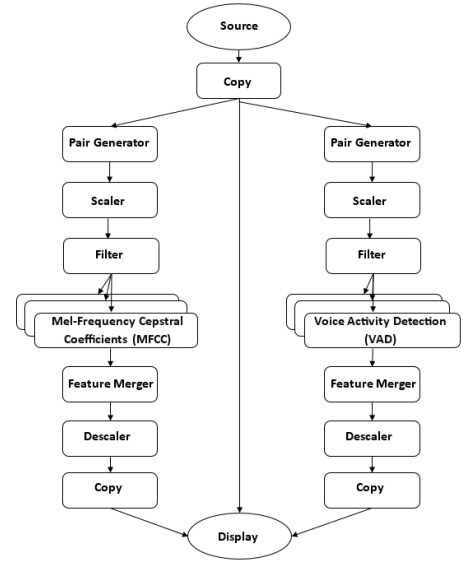 Source
Copy
Pair Generator
Pair Generator
Scaler
Scaler
Filter
Filter
Mel-Frequency Cepstral
Coefficients (MFCC)
Voice Activity Detection
(VAD)
Feature Merger
Feature Merger
Descaler
Descaler
Copy
Copy
Display